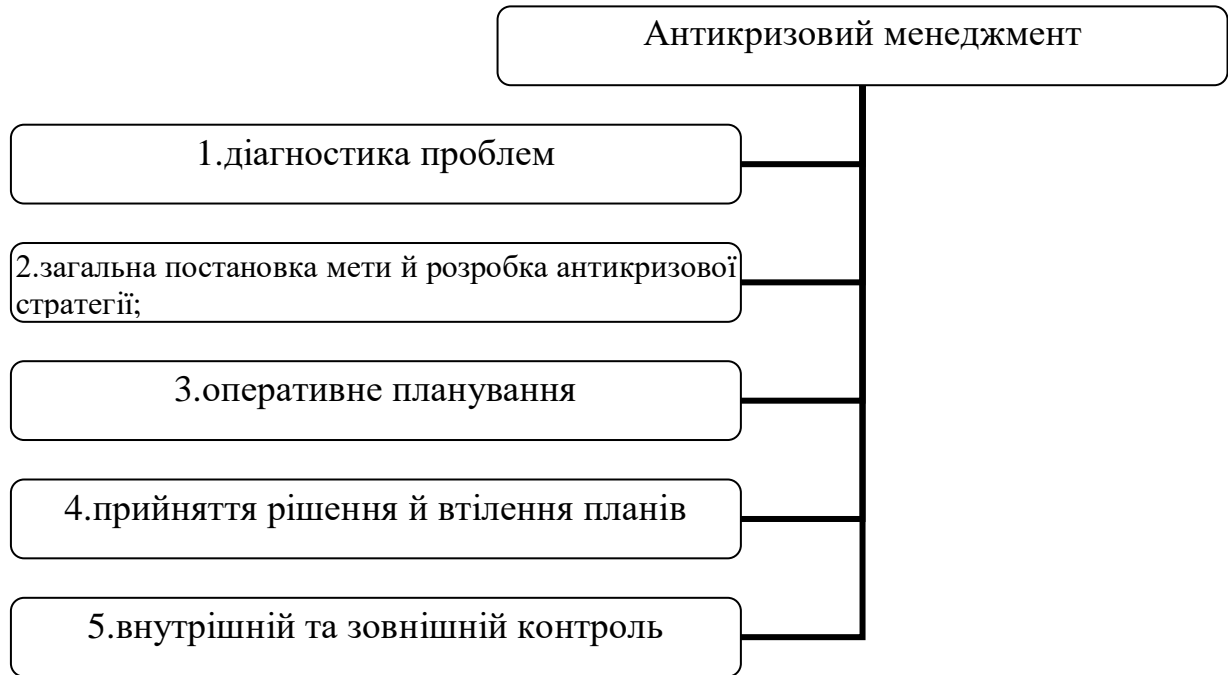 Антикризовий менеджмент
1.діагностика проблем
2.загальна постановка мети й розробка антикризової
стратегії;
3.оперативне планування
4.прийняття рішення й втілення планів
5.внутрішній та зовнішній контроль